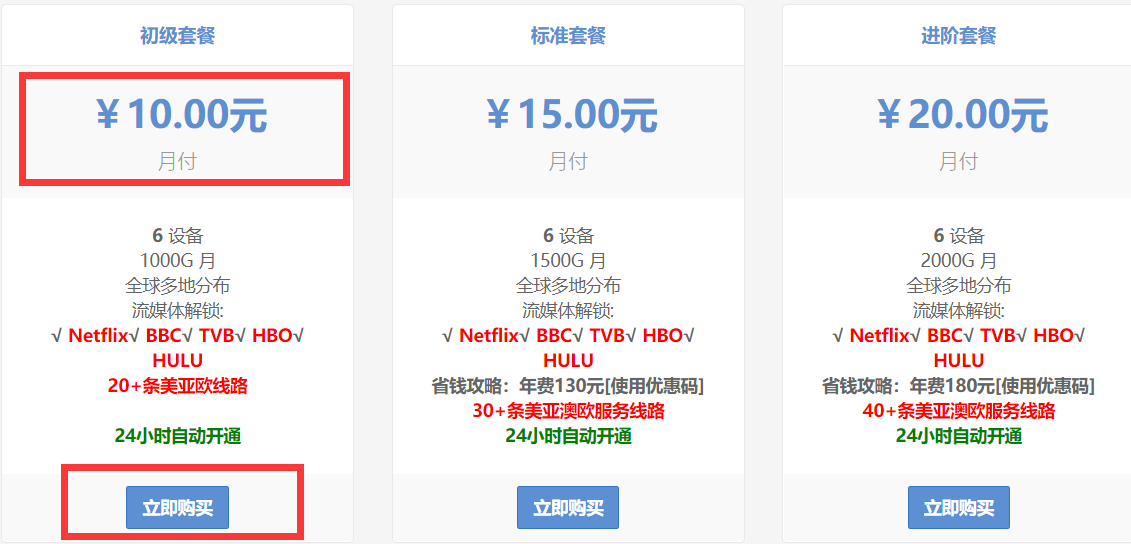 初级套餐
¥10.00元
月付
6 设备
1000G 月
全球多地分布
流媒体解锁:
√ Netflix√ BBC√ TVB√ HBO√
HULU
20+条美亚欧线路
24小时自动开通
立即购买
标准套餐
¥15.00元
月付
6 设备
1500G 月
全球多地分布
流媒体解锁:
√ Netflix√ BBC√ TVB√ HBO√
HULU
省钱攻略：年费130元[使用优惠码]
30+条美亚澳欧服务线路
24小时自动开通
立即购买
进阶套餐
¥20.00元
月付
6 设备
2000G 月
全球多地分布
流媒体解锁:
√ Netflix√ BBC√ TVB√ HBO√
HULU
省钱攻略：年费180元[使用优惠码]
40+条美亚澳欧服务线路
24小时自动开通
立即购买